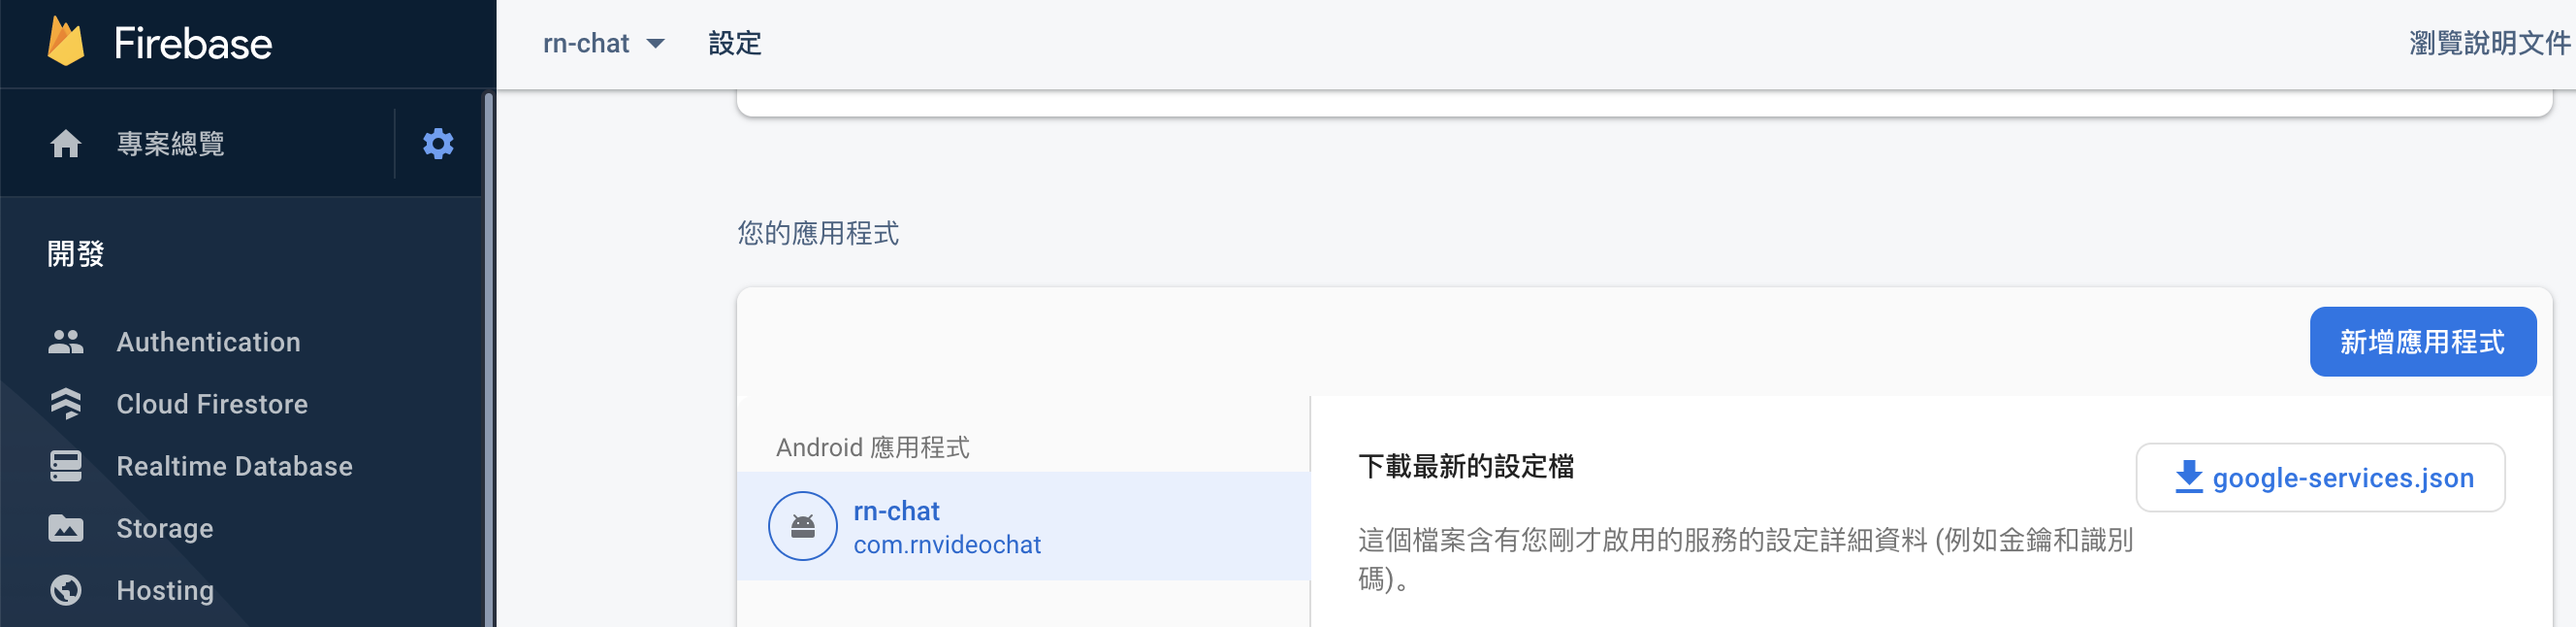 Firebase
專案總覽
開發
Authentication
Cloud Firestore
Realtime Database
Storage
Hosting
rn-chat
設定
瀏覽說明文件
您的應用程式
新增應用程式
Android 應用程式
rn-chat
com.rnvideochat
下載最新的設定檔
google-services.json
這個檔案含有您剛才啟用的服務的設定詳細資料 (例如金鑰和識別
碼)。